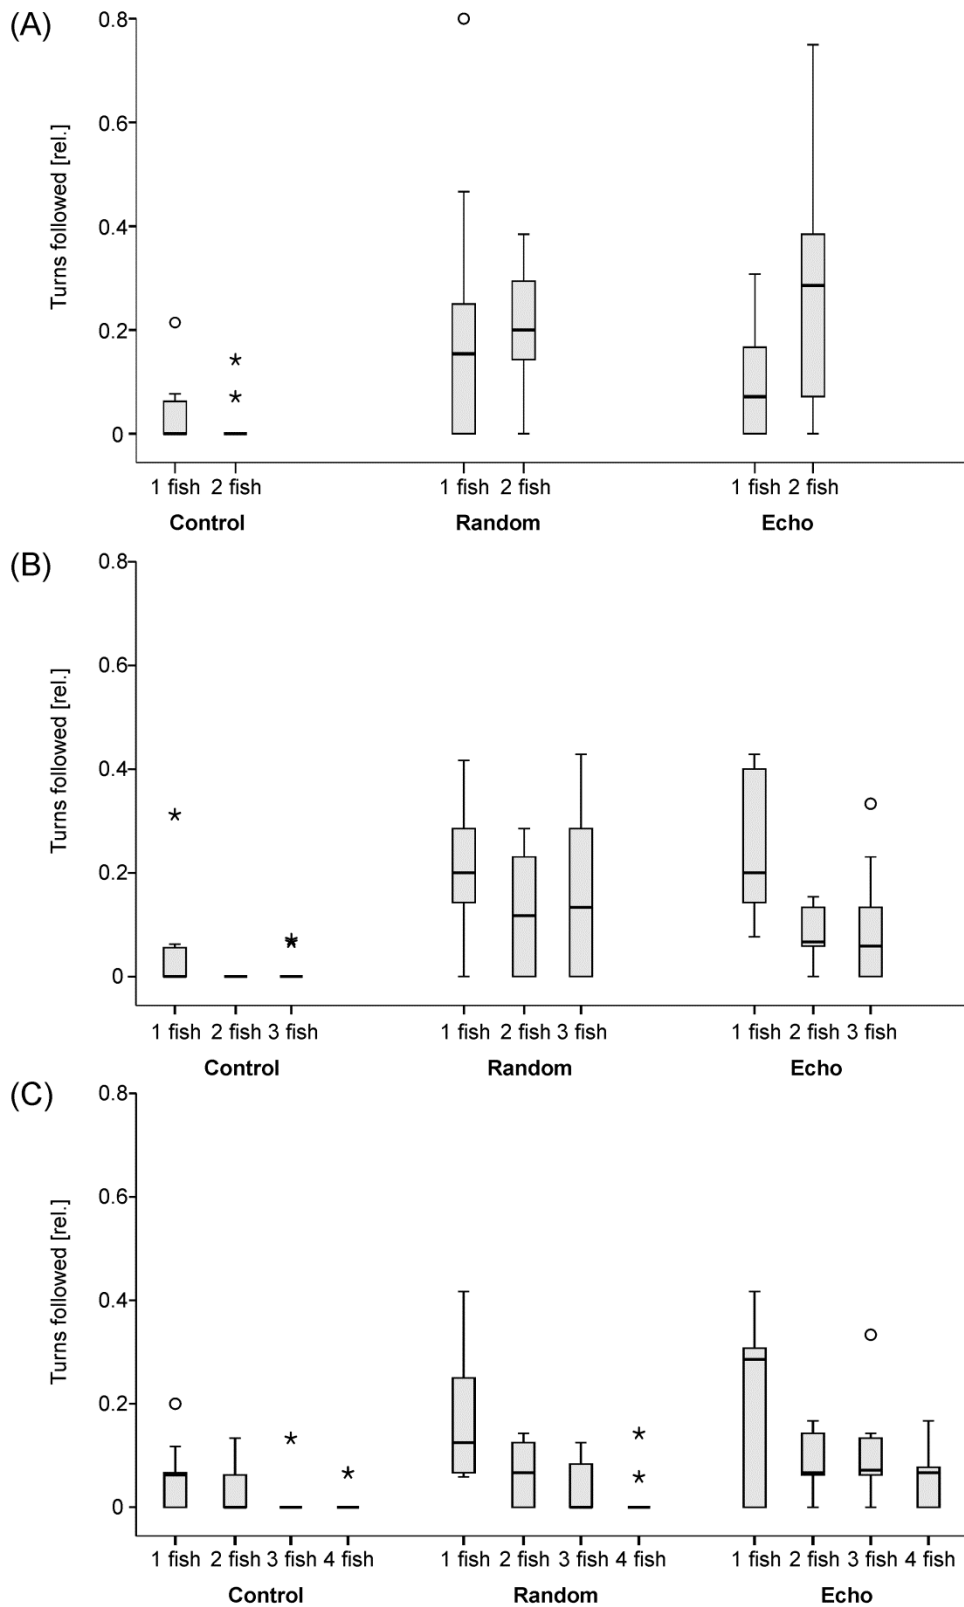 (A)
0.8
0.6
0.4
0.2
0
Turns followed [rel.]
1 fish 2 fish 1 fish 2 fish 1 fish 2 fish
Control Random Echo
(B)
0.8
0.6
0.4
0.2
0
Turns followed [rel.]
1 fish 2 fish 3 fish 1 fish 2 fish 3 fish 1 fish 2 fish 3 fish
Control Random Echo
(C)
0.8
0.6
0.4
0.2
0
Turns followed [rel.]
1 fish 2 fish 3 fish 4 fish 1 fish 2 fish 3 fish 4 fish 1 fish 2 fish 3 fish 4 fish
Control Random Echo